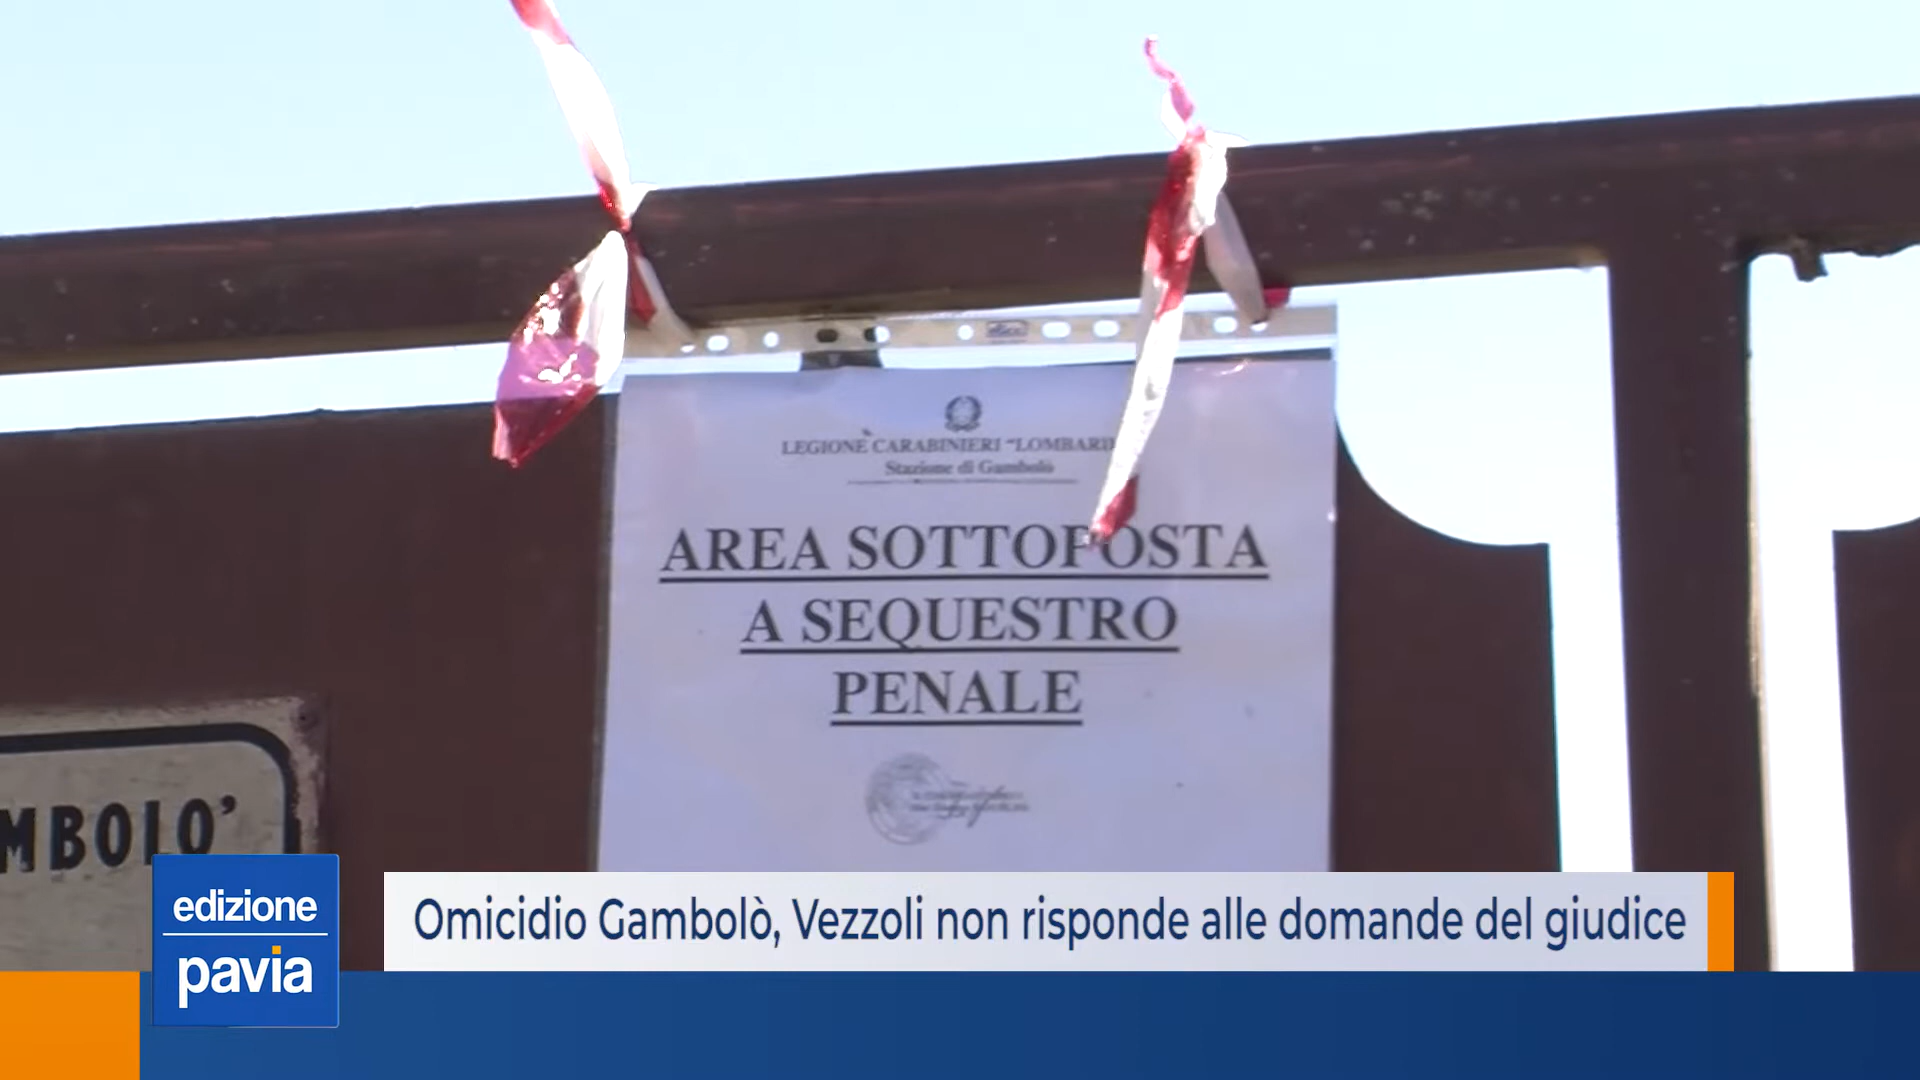 LEGIONE CARABINIERI "LOMBARD
Stazione di Gambolò
AREA SOTTOPOSTA
A SEQUESTRO
PENALE
MBOLO'
edizione
pavia
Omicidio Gambolò, Vezzoli non risponde alle domande del giudice